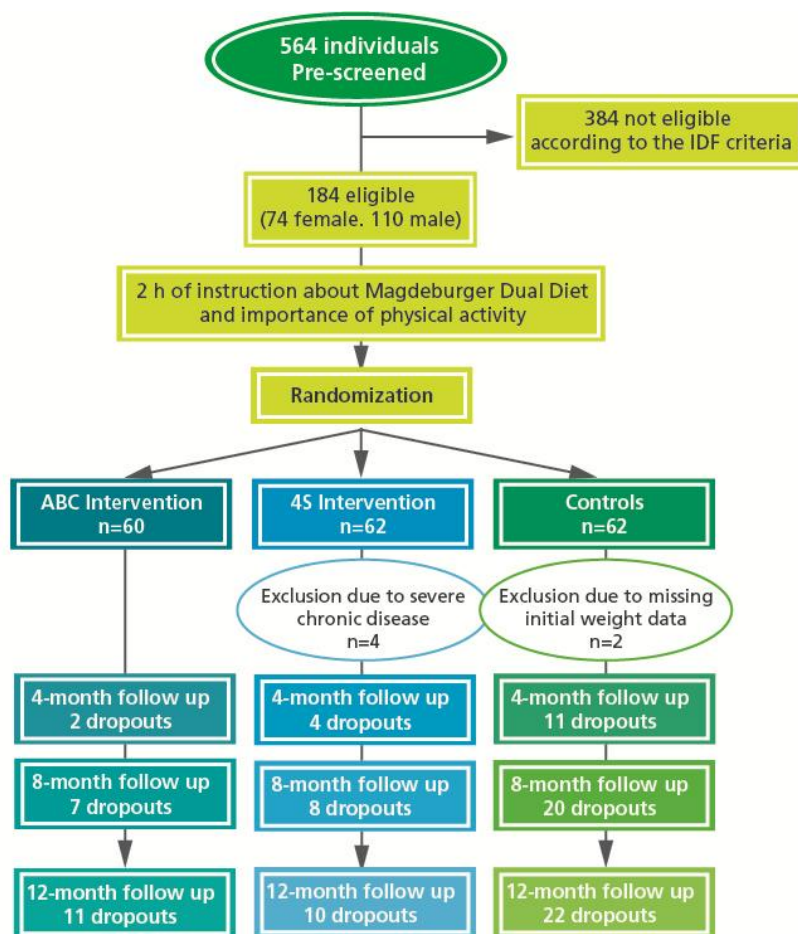 564 individuals
Pre-screened
384 not eligible
according to the IDF criteria
184 eligible
(74 female. 110 male)
2 h of instruction about Magdeburger Dual Diet
and importance of physical activity
Randomization
ABC Intervention
n=60
4S Intervention
n=62
Controls
n=62
Exclusion due to severe
chronic disease
n=4
Exclusion due to missing
initial weight data
n=2
4-month follow up
2 dropouts
4-month follow up
4 dropouts
4-month follow up
11 dropouts
8-month follow up
7 dropouts
8-month follow up
8 dropouts
8-month follow up
20 dropouts
12-month follow up
11 dropouts
12-month follow up
10 dropouts
12-month follow up
22 dropouts